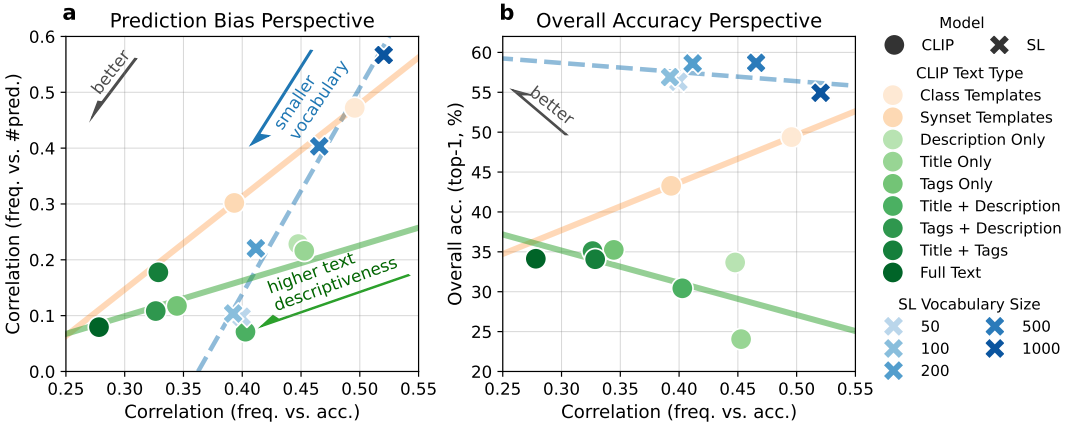 a
Prediction Bias Perspective
Correlation (freq. vs. #pred.)
0.6
0.5
0.4
0.3
0.2
0.1
0.0
0.25
0.30
0.35
0.40
0.45
0.50
0.55
Correlation (freq. vs. acc.)
better
smaller
vocabulary
higher text
descriptiveness
b
Overall Accuracy Perspective
Overall acc. (top-1, %)
60
55
50
45
40
35
30
25
20
0.25
0.30
0.35
0.40
0.45
0.50
0.55
Correlation (freq. vs. acc.)
better
Model
CLIP
SL
CLIP Text Type
Class Templates
Synset Templates
Description Only
Title Only
Tags Only
Title + Description
Tags + Description
Title + Tags
Full Text
SL Vocabulary Size
50
500
100
1000
200